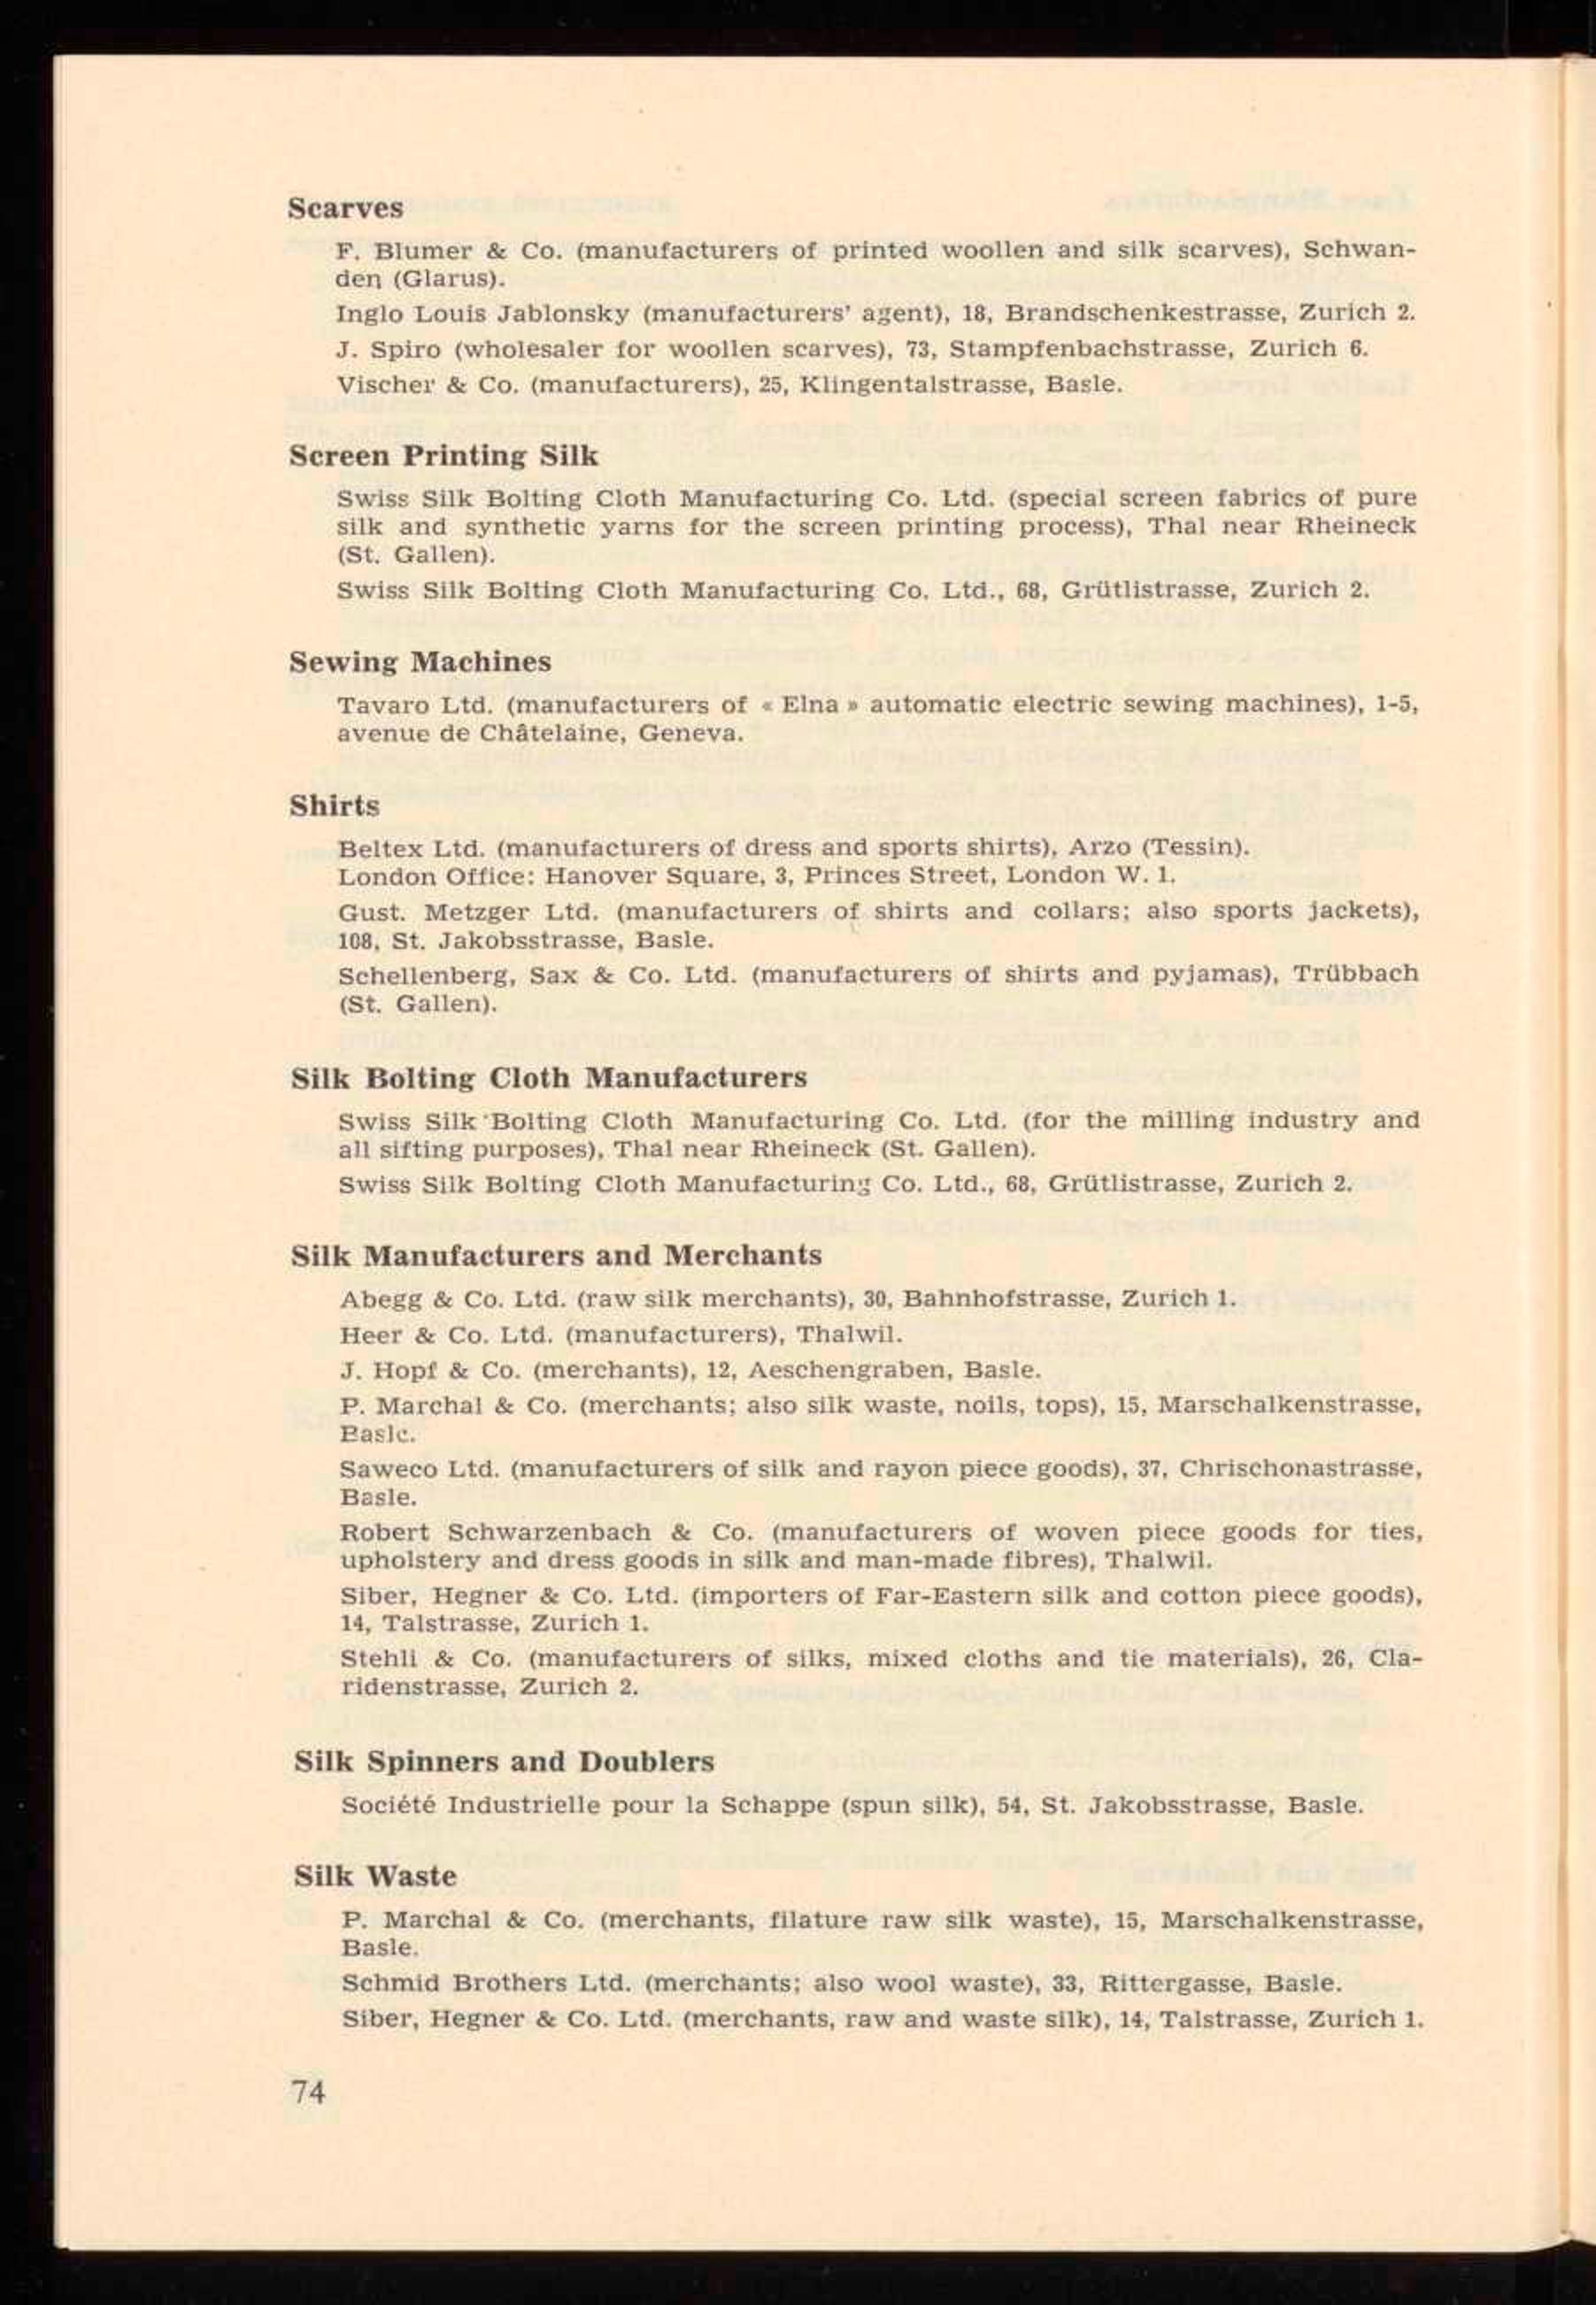 Scarves
F. Blumer & Co. (manufacturers of printed woollen and silk scarves), Schwan-
den (Glarus).
Inglo Louis Jablonsky (manufacturers' agent), 18, Brandschenkestrasse, Zurich 2.
J. Spiro (wholesaler for woollen scarves), 73, Stampfenbachstrasse, Zurich 6.
Vischer & Co. (manufacturers), 25, Klingentalstrasse, Basle.
Screen Printing Silk
Swiss Silk Bolting Cloth Manufacturing Co. Ltd. (special screen fabrics of pure
silk and synthetic yarns for the screen printing process), Thal near Rheineck
(St. Gallen).
Swiss Silk Bolting Cloth Manufacturing Co. Ltd., 68, Grütlistrasse, Zurich 2.
Sewing Machines
Tavaro Ltd. (manufacturers of « Elna » automatic electric sewing machines), 1-5,
avenue de Châtelaine, Geneva.
Shirts
Beltex Ltd. (manufacturers of dress and sports shirts), Arzo (Tessin).
London Office: Hanover Square, 3, Princes Street, London W. 1.
Gust. Metzger Ltd. (manufacturers of shirts and collars; also sports jackets),
108, St. Jakobsstrasse, Basle.
Schellenberg, Sax & Co. Ltd. (manufacturers of shirts and pyjamas), Trübbach
(St. Gallen).
Silk Bolting Cloth Manufacturers
Swiss Silk Bolting Cloth Manufacturing Co. Ltd. (for the milling industry and
all sifting purposes), Thal near Rheineck (St. Gallen).
Swiss Silk Bolting Cloth Manufacturing Co. Ltd., 68, Grütlistrasse, Zurich 2.
Silk Manufacturers and Merchants
Abegg & Co. Ltd. (raw silk merchants), 30, Bahnhofstrasse, Zurich 1.
Heer & Co. Ltd. (manufacturers), Thalwil.
J. Hopf & Co. (merchants), 12, Aeschengraben, Basle.
P. Marchal & Co. (merchants; also silk waste, noils, tops), 15, Marschalkenstrasse,
Basle.
Saweco Ltd. (manufacturers of silk and rayon piece goods), 37, Chrischonastrasse,
Basle.
Robert Schwarzenbach & Co. (manufacturers of woven piece goods for ties,
upholstery and dress goods in silk and man-made fibres), Thalwil.
Siber, Hegner & Co. Ltd. (importers of Far-Eastern silk and cotton piece goods),
14, Talstrasse, Zurich 1.
Stehli & Co. (manufacturers of silks, mixed cloths and tie materials), 26, Cla-
ridenstrasse, Zurich 2.
Silk Spinners and Doublers
Société Industrielle pour la Schappe (spun silk), 54, St. Jakobsstrasse, Basle.
Silk Waste
P. Marchal & Co. (merchants, filature raw silk waste), 15, Marschalkenstrasse,
Basle.
Schmid Brothers Ltd. (merchants; also wool waste), 33, Rittergasse, Basle.
Siber, Hegner & Co. Ltd. (merchants, raw and waste silk), 14, Talstrasse, Zurich 1.
74